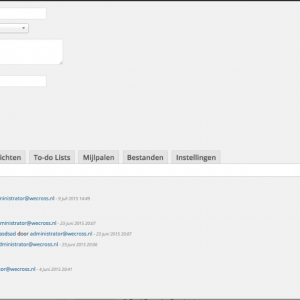 ichten To-do Lists Mijlpalen Bestanden Instellingen
ministrator@wecross.nl - 9 juli 2015 14:49
dministrator@wecross.nl - 23 juni 2015 20:07
asdsad door administrator@wecross.nl - 23 juni 2015 20:07
dministrator@wecross.nl - 23 juni 2015 20:06
tor@wecross.nl - 4 juni 2015 20:41